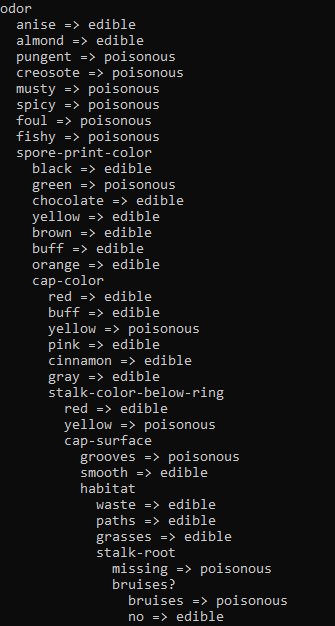 odor
  anise => edible
  almond => edible
  pungent => poisonous
  creosote => poisonous
  musty => poisonous
  spicy => poisonous
  foul => poisonous
  fishy => poisonous
  spore-print-color
    black => edible
    green => poisonous
    chocolate => edible
    yellow => edible
    brown => edible
    buff => edible
    orange => edible
    cap-color
      red => edible
      buff => edible
      yellow => poisonous
      pink => edible
      cinnamon => edible
      gray => edible
      stalk-color-below-ring
        red => edible
        yellow => poisonous
        cap-surface
          grooves => poisonous
          smooth => edible
          habitat
            waste => edible
            paths => edible
            grasses => edible
            stalk-root
              missing => poisonous
              bruises?
                bruises => poisonous
                no => edible